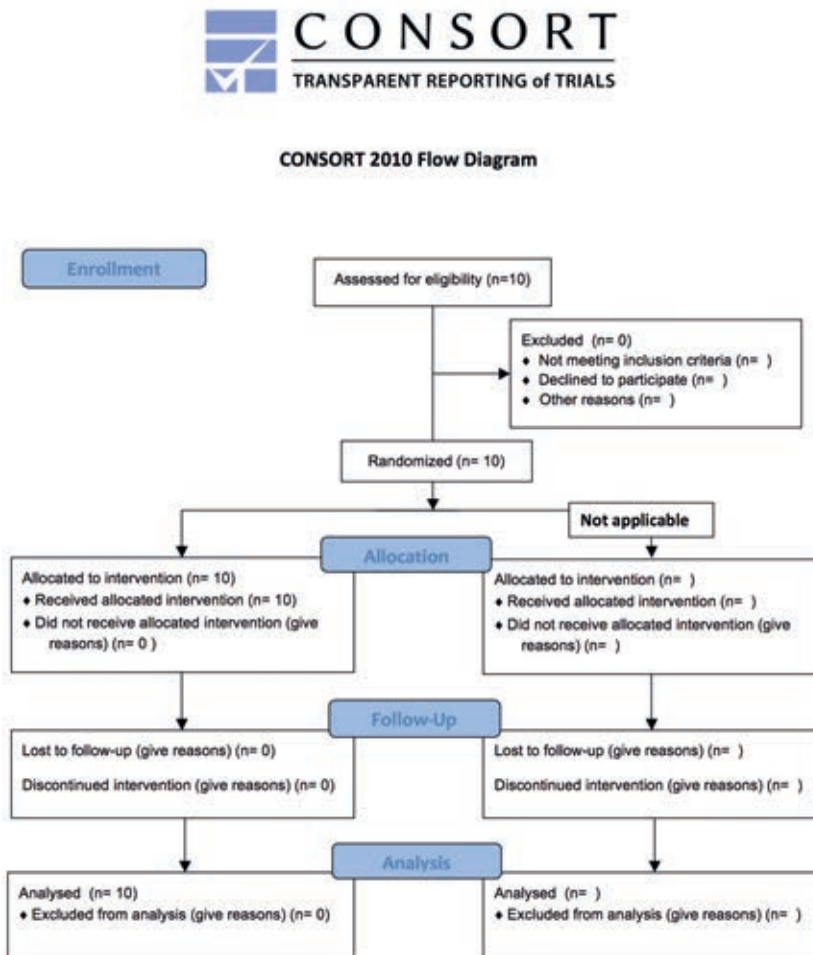 CONSORT
TRANSPARENT REPORTING of TRIALS
CONSORT 2010 Flow Diagram
Enrollment
Assessed for eligibility (n=10)
Excluded (n= 0)
♦ Not meeting inclusion criteria (n= )
♦ Declined to participate (n= )
♦ Other reasons (n= )
Randomized (n= 10)
Not applicable
Allocation
Allocated to intervention (n= 10)
♦ Received allocated intervention (n= 10)
♦ Did not receive allocated intervention (give
reasons) (n= 0 )
Allocated to intervention (n= )
♦ Received allocated intervention (n= )
♦ Did not receive allocated intervention (give
reasons) (n= )
Follow-Up
Lost to follow-up (give reasons) (n= 0)
Discontinued intervention (give reasons) (n= 0)
Lost to follow-up (give reasons) (n= )
Discontinued intervention (give reasons) (n= )
Analysis
Analysed (n= 10)
♦ Excluded from analysis (give reasons) (n= 0)
Analysed (n= )
♦ Excluded from analysis (give reasons) (n= )